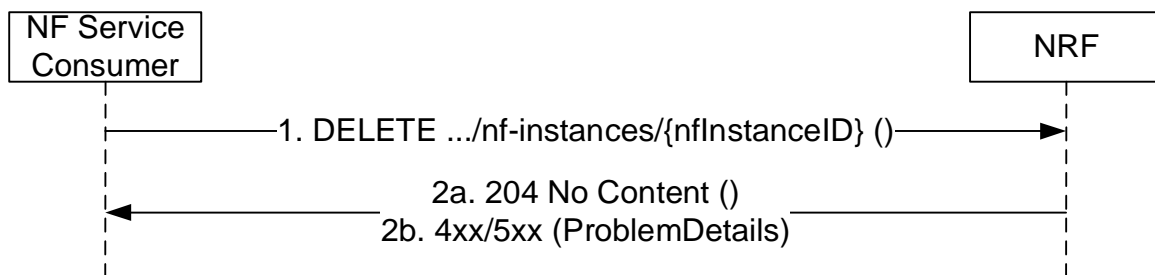 NF Service
Consumer
NRF
1. DELETE .../nf-instances/{nfInstanceID} ()
2a. 204 No Content ()
2b. 4xx/5xx (ProblemDetails)